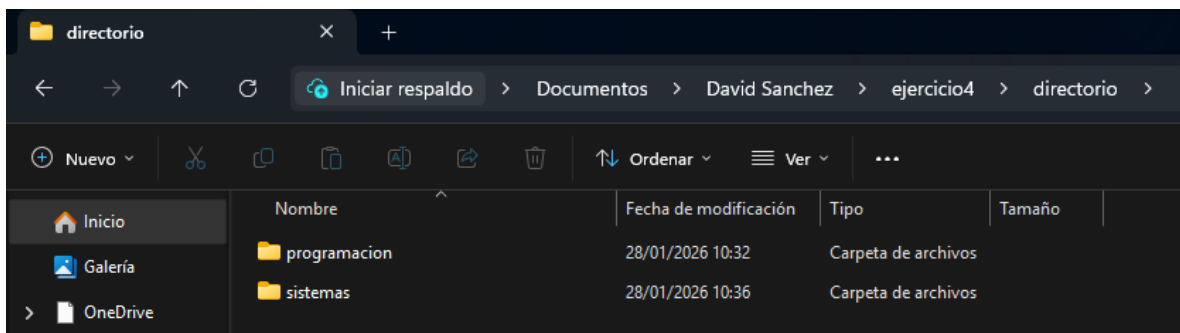 directorio
Iniciar respaldo > Documentos > David Sanchez > ejercicio4 > directorio >
Nuevo Ordenar Ver
Nombre Fecha de modificación Tipo Tamaño
Inicio
programacion 28/01/2026 10:32 Carpeta de archivos
Galería
sistemas 28/01/2026 10:36 Carpeta de archivos
OneDrive